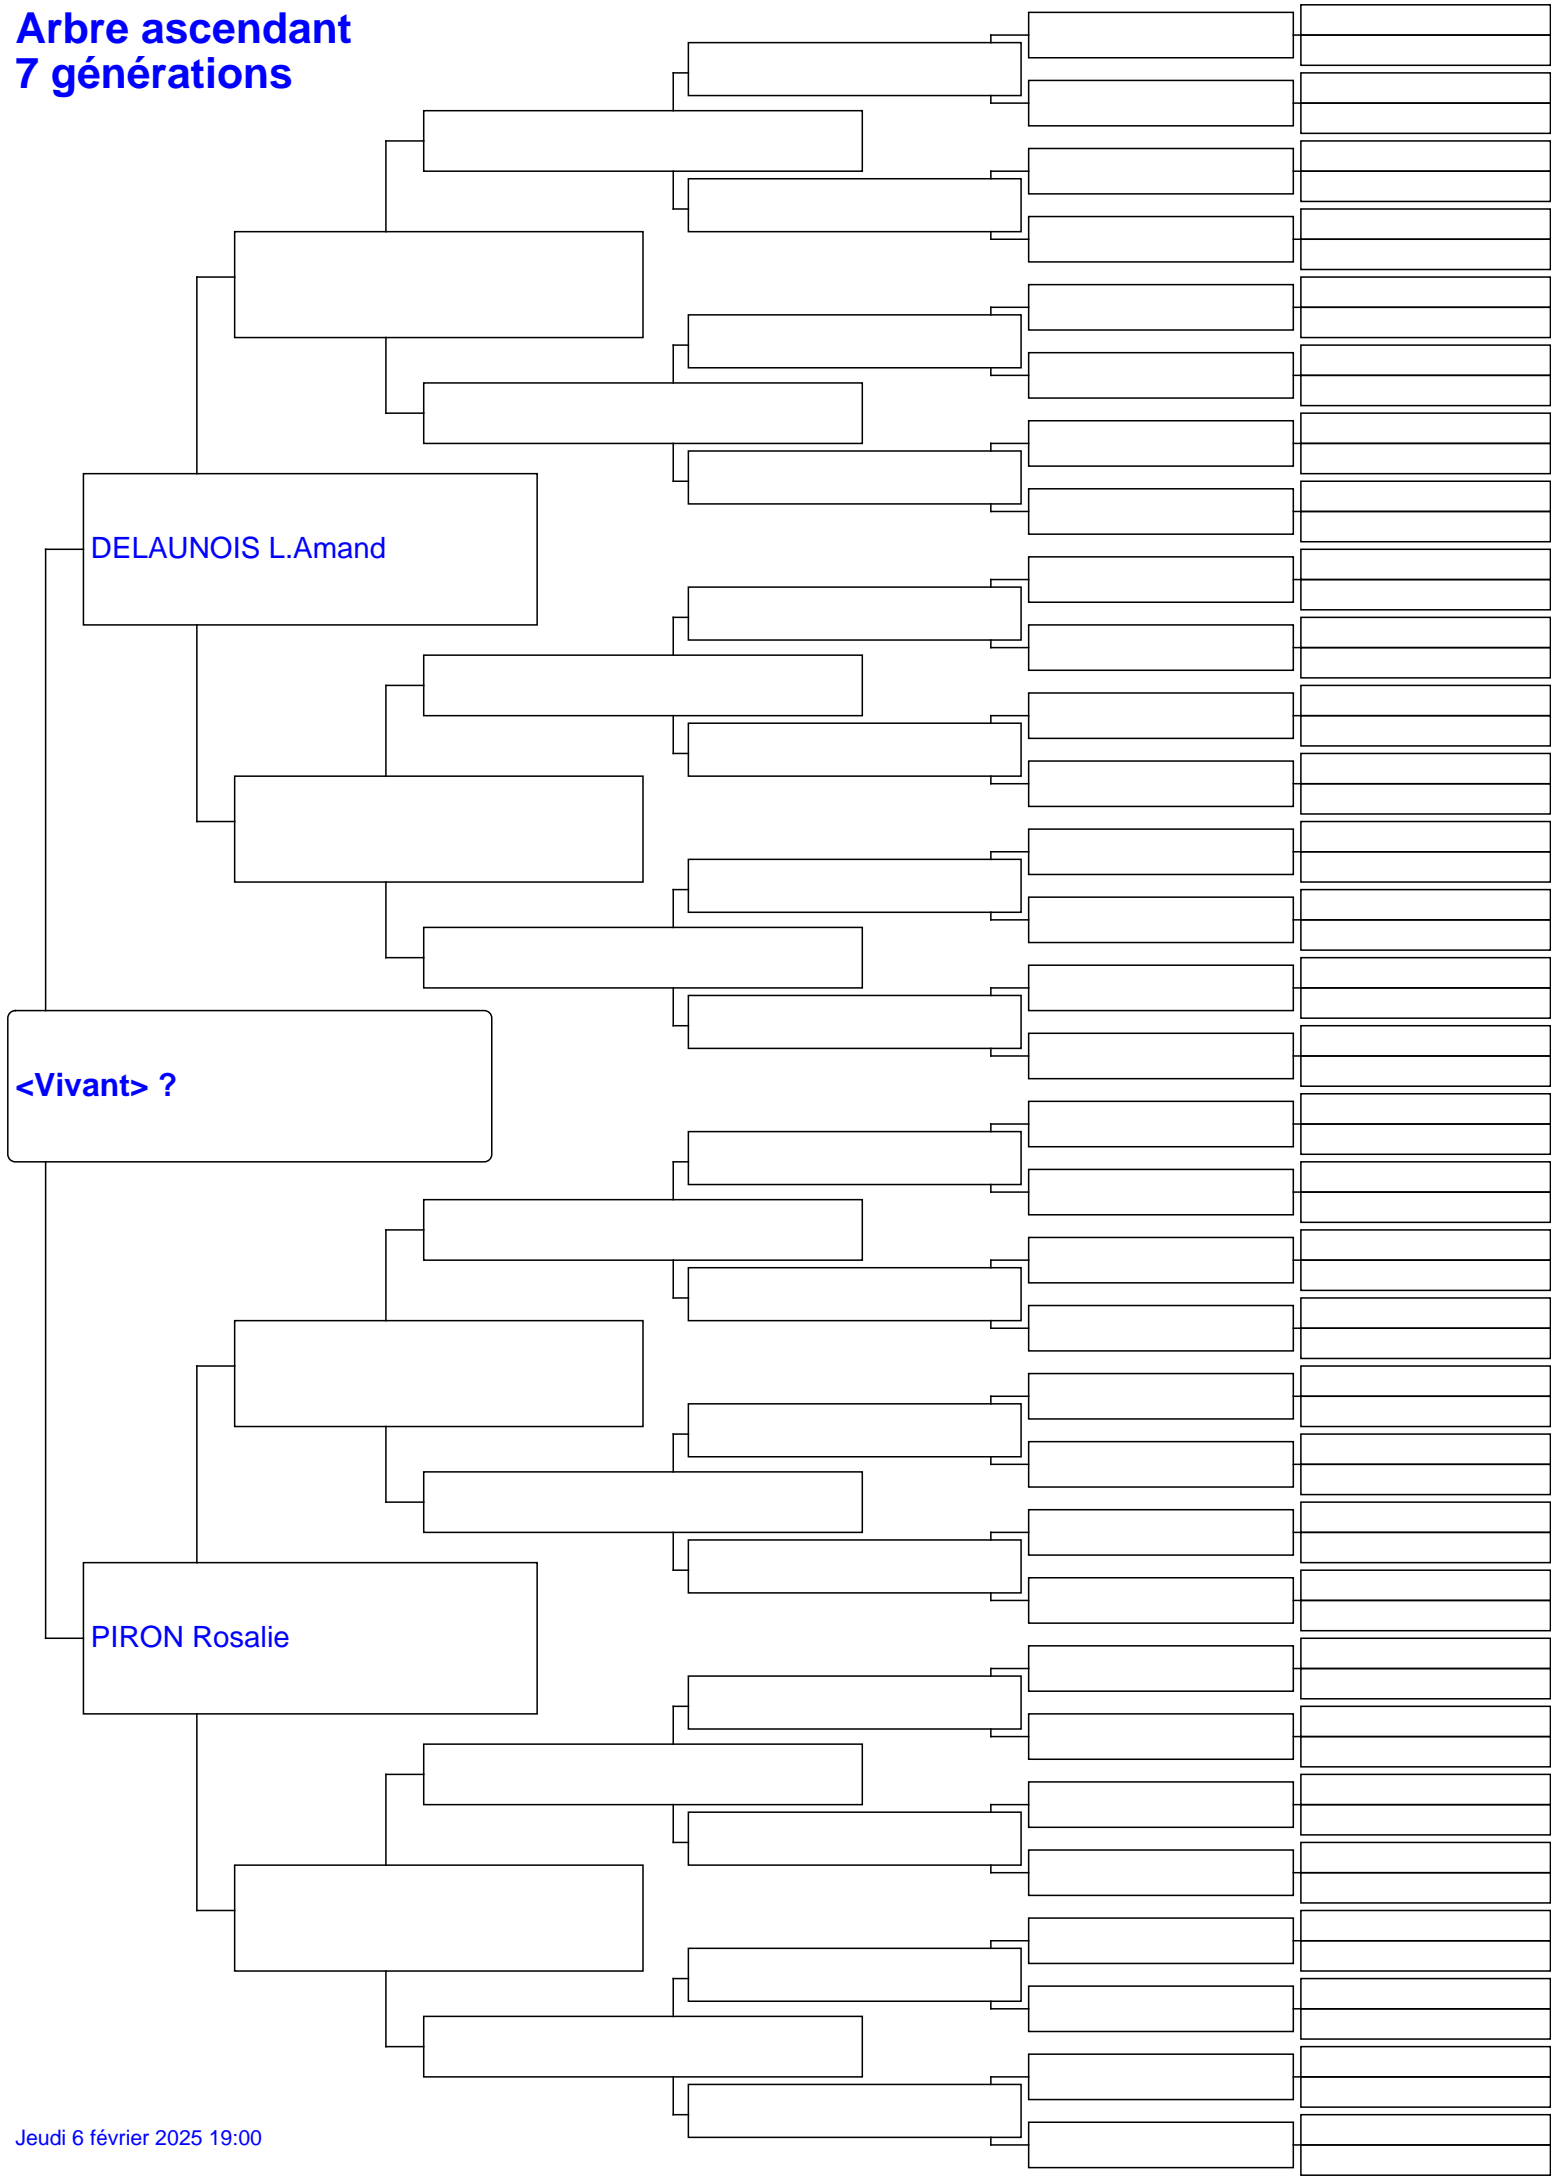 Arbre ascendant
7 générations
DELAUNOIS L.Amand
<Vivant> ?
PIRON Rosalie
Jeudi 6 février 2025 19:00